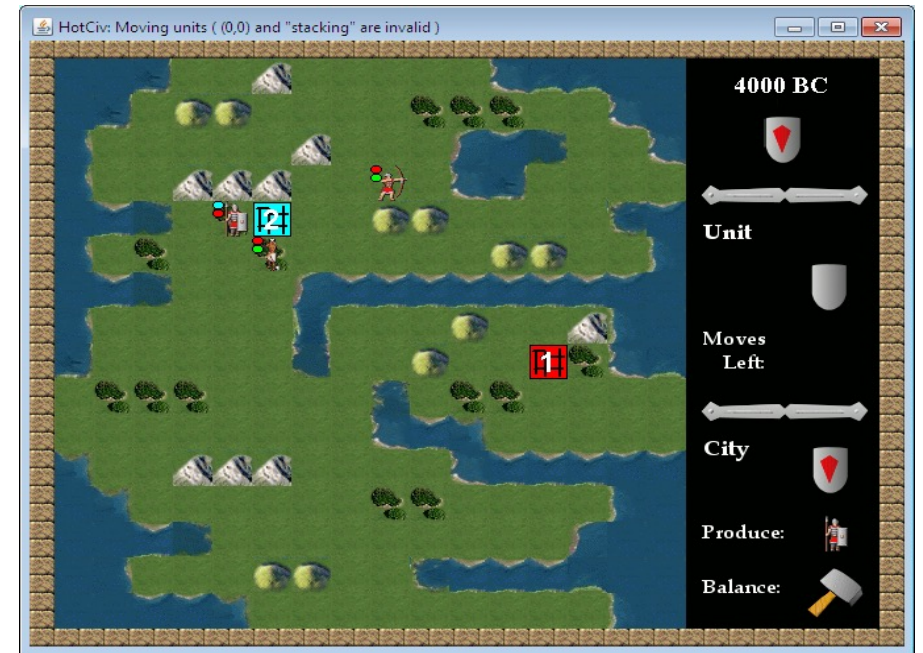 HotCiv: Moving units ( (0,0) and "stacking" are invalid )
4000 BC
Unit
2
Moves
Left:
1
City
Produce:
Balance: